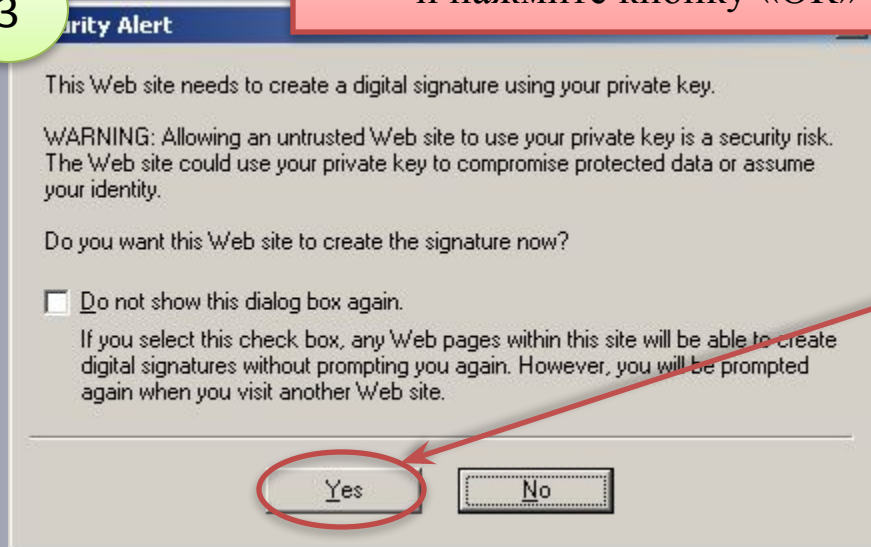 3
и нажмите кнопку «ОК»
urity Alert
This Web site needs to create a digital signature using your private key.
WARNING: Allowing an untrusted Web site to use your private key is a security risk.
The Web site could use your private key to compromise protected data or assume
your identity.
Do you want this Web site to create the signature now?
Do not show this dialog box again.
If you select this check box, any Web pages within this site will be able to create
digital signatures without prompting you again. However, you will be prompted
again when you visit another Web site.
Yes
No